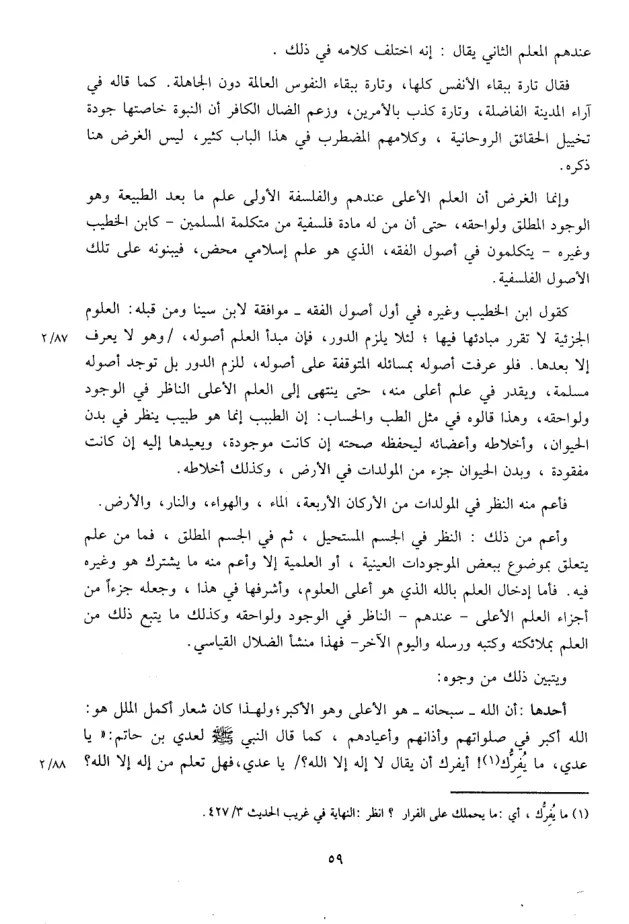 عندهم المعلم الثاني يقال : إنه اختلف كلامه في ذلك .
فقال تارة ببقاء الأنفس كلها، وتارة ببقاء النفوس العالمة دون الجاهلة. كما قاله في
آراء المدينة الفاضلة، وتارة كذب بالأمرين، وزعم الضال الكافر أن النبوة خاصتها جودة
تخييل الحقائق الروحانية ، وكلامهم المضطرب في هذا الباب كثير، ليس الغرض هنا
ذكره.
وإنما الغرض أن العلم الأعلى عندهم والفلسفة الأولى علم ما بعد الطبيعة وهو
الوجود المطلق ولواحقه، حتى أن من له مادة فلسفية من متكلمة المسلمين – كابن الخطيب
وغيره – يتكلمون في أصول الفقه، الذي هو علم إسلامي محض، فيبنونه على تلك
الأصول الفلسفية.
كقول ابن الخطيب وغيره في أول أصول الفقه ـ موافقة لابن سينا ومن قبله: العلوم
الجزئية لا تقرر مبادئها فيها ؛ لئلا يلزم الدور، فإن مبدأ العلم أصوله، /وهو لا يعرف ٢/٨٧
إلا بعدها. فلو عرفت أصوله بمسائله المتوقفة على أصوله، للزم الدور بل توجد أصوله
مسلمة، ويقدر في علم أعلى منه، حتى ينتهى إلى العلم الأعلى الناظر في الوجود
ولواحقه، وهذا قالوه في مثل الطب والحساب: إن الطبيب إنما هو طبيب ينظر في بدن
الحيوان، وأخلاطه وأعضائه ليحفظه صحته إن كانت موجودة، ويعيدها إليه إن كانت
مفقودة ، وبدن الحيوان جزء من المولدات في الأرض ، وكذلك أخلاطه.
فأعم منه النظر في المولدات من الأركان الأربعة، الماء ، والهواء، والنار، والأرض.
وأعم من ذلك : النظر في الجسم المستحيل ، ثم في الجسم المطلق ، فما من علم
يتعلق بموضوع ببعض الموجودات العينية ، أو العلمية إلا وأعم منه ما يشترك هو وغيره
فيه. فأما إدخال العلم بالله الذي هو أعلى العلوم، وأشرفها في هذا ، وجعله جزءاً من
أجزاء العلم الأعلى – عندهم – الناظر في الوجود ولواحقه وكذلك ما يتبع ذلك من
العلم بملائكته وكتبه ورسله واليوم الآخر– فهذا منشأ الضلال القياسي.
ويتبين ذلك من وجوه:
أحدها :أن الله ـ سبحانه ـ هو الأعلى وهو الأكبر؛ولهذا كان شعار أكمل الملل هو:
الله أكبر في صلواتهم وأذانهم وأعيادهم ، كما قال النبي ﷺ لعدي بن حاتم:« يا
عدي، ما يُفِرُّك(١)! أيفرك أن يقال لا إله إلا الله؟/ يا عدي،فهل تعلم من إله إلا الله؟ ٢/٨٨
(١) ما يُفِرُّك ، أي :ما يحملك على الفرار ؟ انظر :النهاية في غريب الحديث ٤٢٧/٣.
٥٩